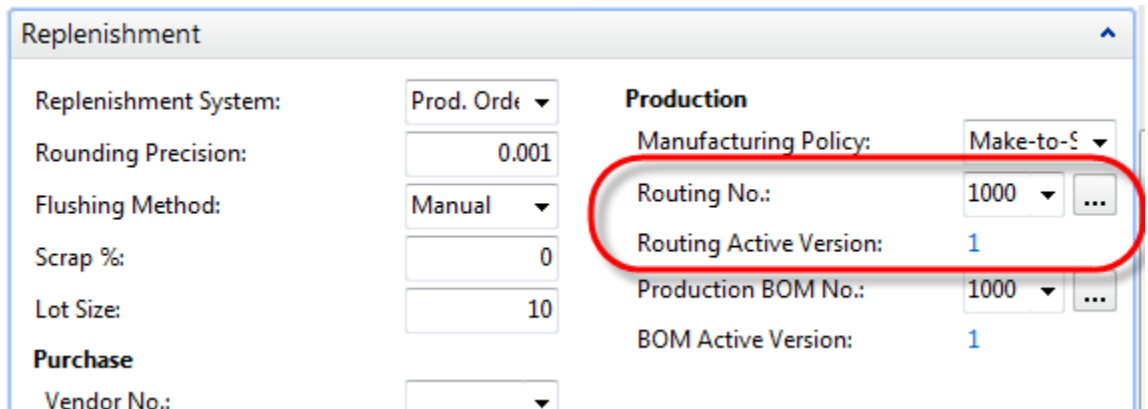 Replenishment
Replenishment System: Prod. Orde
Rounding Precision: 0.001
Flushing Method: Manual
Scrap %: 0
Lot Size: 10
Purchase
Vendor No.:
Production
Manufacturing Policy: Make-to-S
Routing No.: 1000 ...
Routing Active Version: 1
Production BOM No.: 1000 ...
BOM Active Version: 1